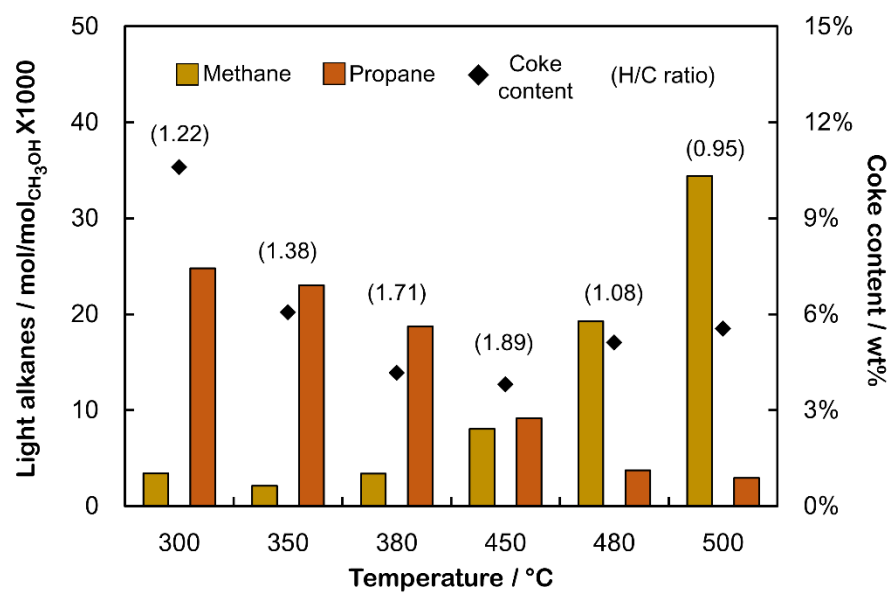 50
40
30
20
10
0
Light alkanes / mol/mol_CH3OH X1000
Methane
Propane
Coke
content
(H/C ratio)
(1.22)
(1.38)
(1.71)
(1.89)
(1.08)
(0.95)
15%
12%
9%
6%
3%
0%
Coke content / wt%
300 350 380 450 480 500
Temperature / °C